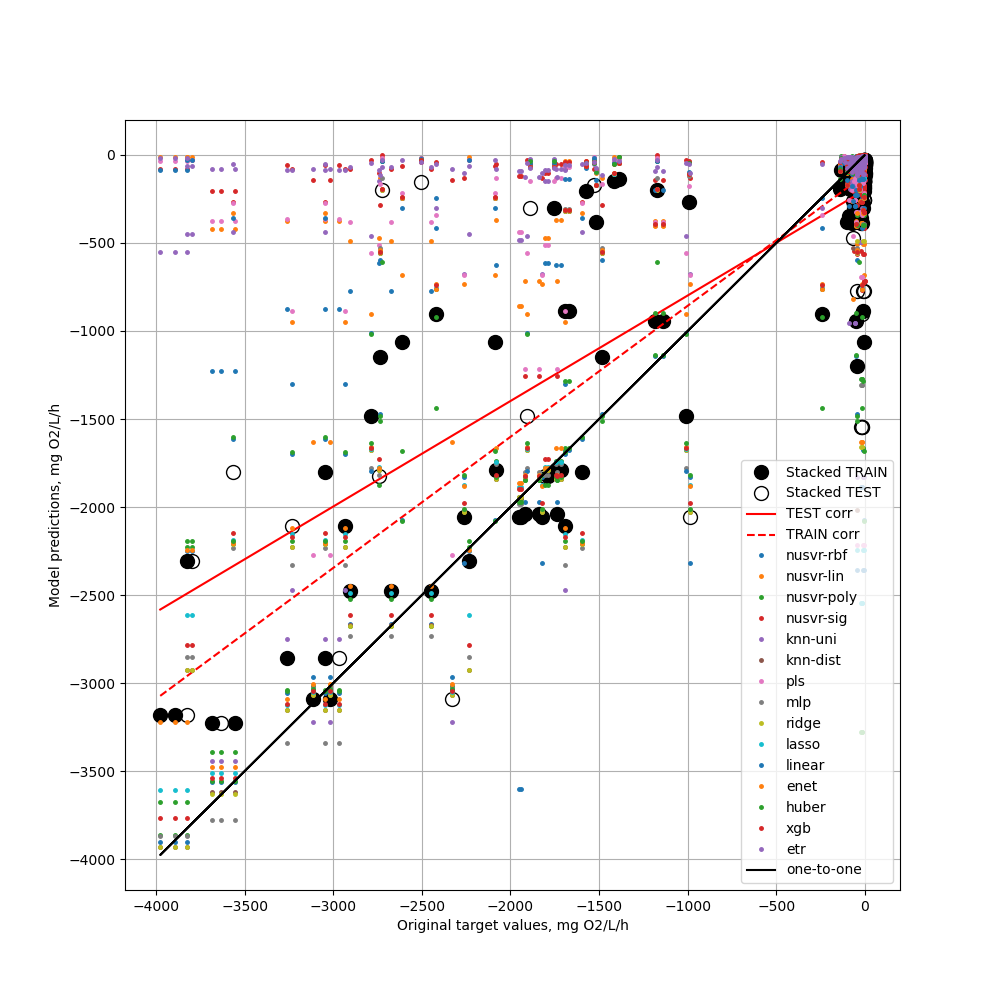 0
−500
−1000
−1500
−2000
−2500
−3000
−3500
−4000
Model predictions, mg O2/L/h
Stacked TRAIN
Stacked TEST
TEST corr
TRAIN corr
nusvr-rbf
nusvr-lin
nusvr-poly
nusvr-sig
knn-uni
knn-dist
pls
mlp
ridge
lasso
linear
enet
huber
xgb
etr
one-to-one
−4000 −3500 −3000 −2500 −2000 −1500 −1000 −500 0
Original target values, mg O2/L/h